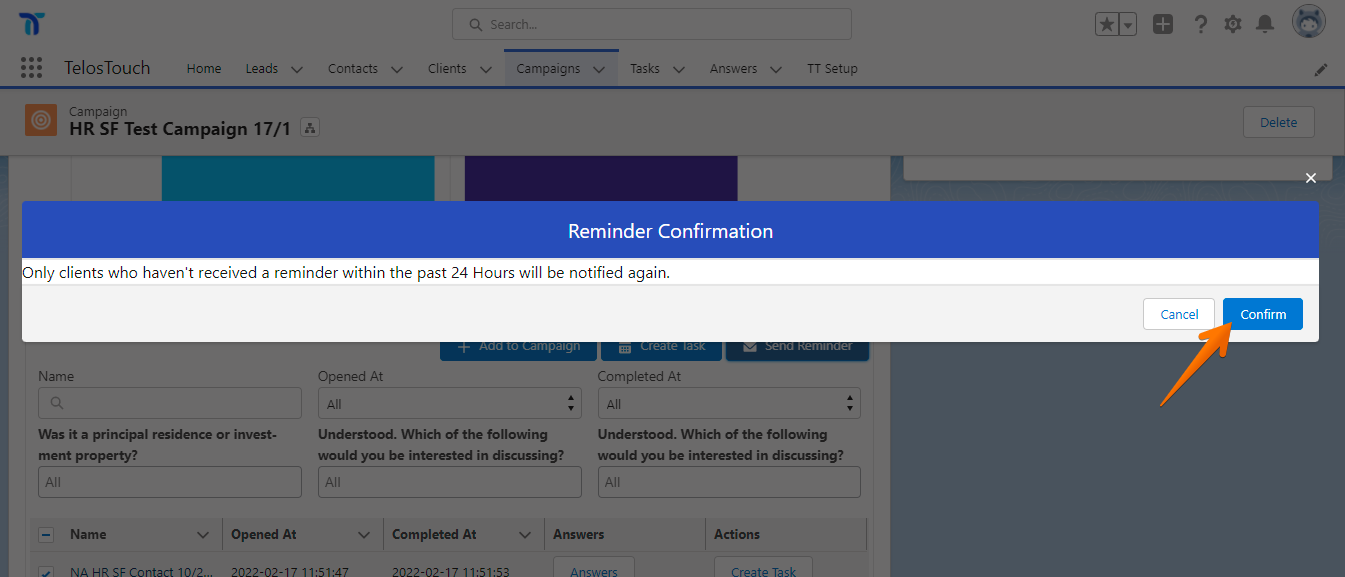 Search...
TelosTouch
Home
Leads
Contacts
Clients
Campaigns
Tasks
Answers
TT Setup
Campaign
HR SF Test Campaign 17/1
Delete
Reminder Confirmation
Only clients who haven't received a reminder within the past 24 Hours will be notified again.
Cancel
Confirm
Add to Campaign
Create Task
Send Reminder
Name
Opened At
Completed At
All
All
Was it a principal residence or invest-
ment property?
Understood. Which of the following
would you be interested in discussing?
Understood. Which of the following
would you be interested in discussing?
All
All
All
Name
Opened At
Completed At
Answers
Actions
NA HR SF Contact 10/2...
2022-02-17 11:51:47
2022-02-17 11:51:53
Answers
Create Task